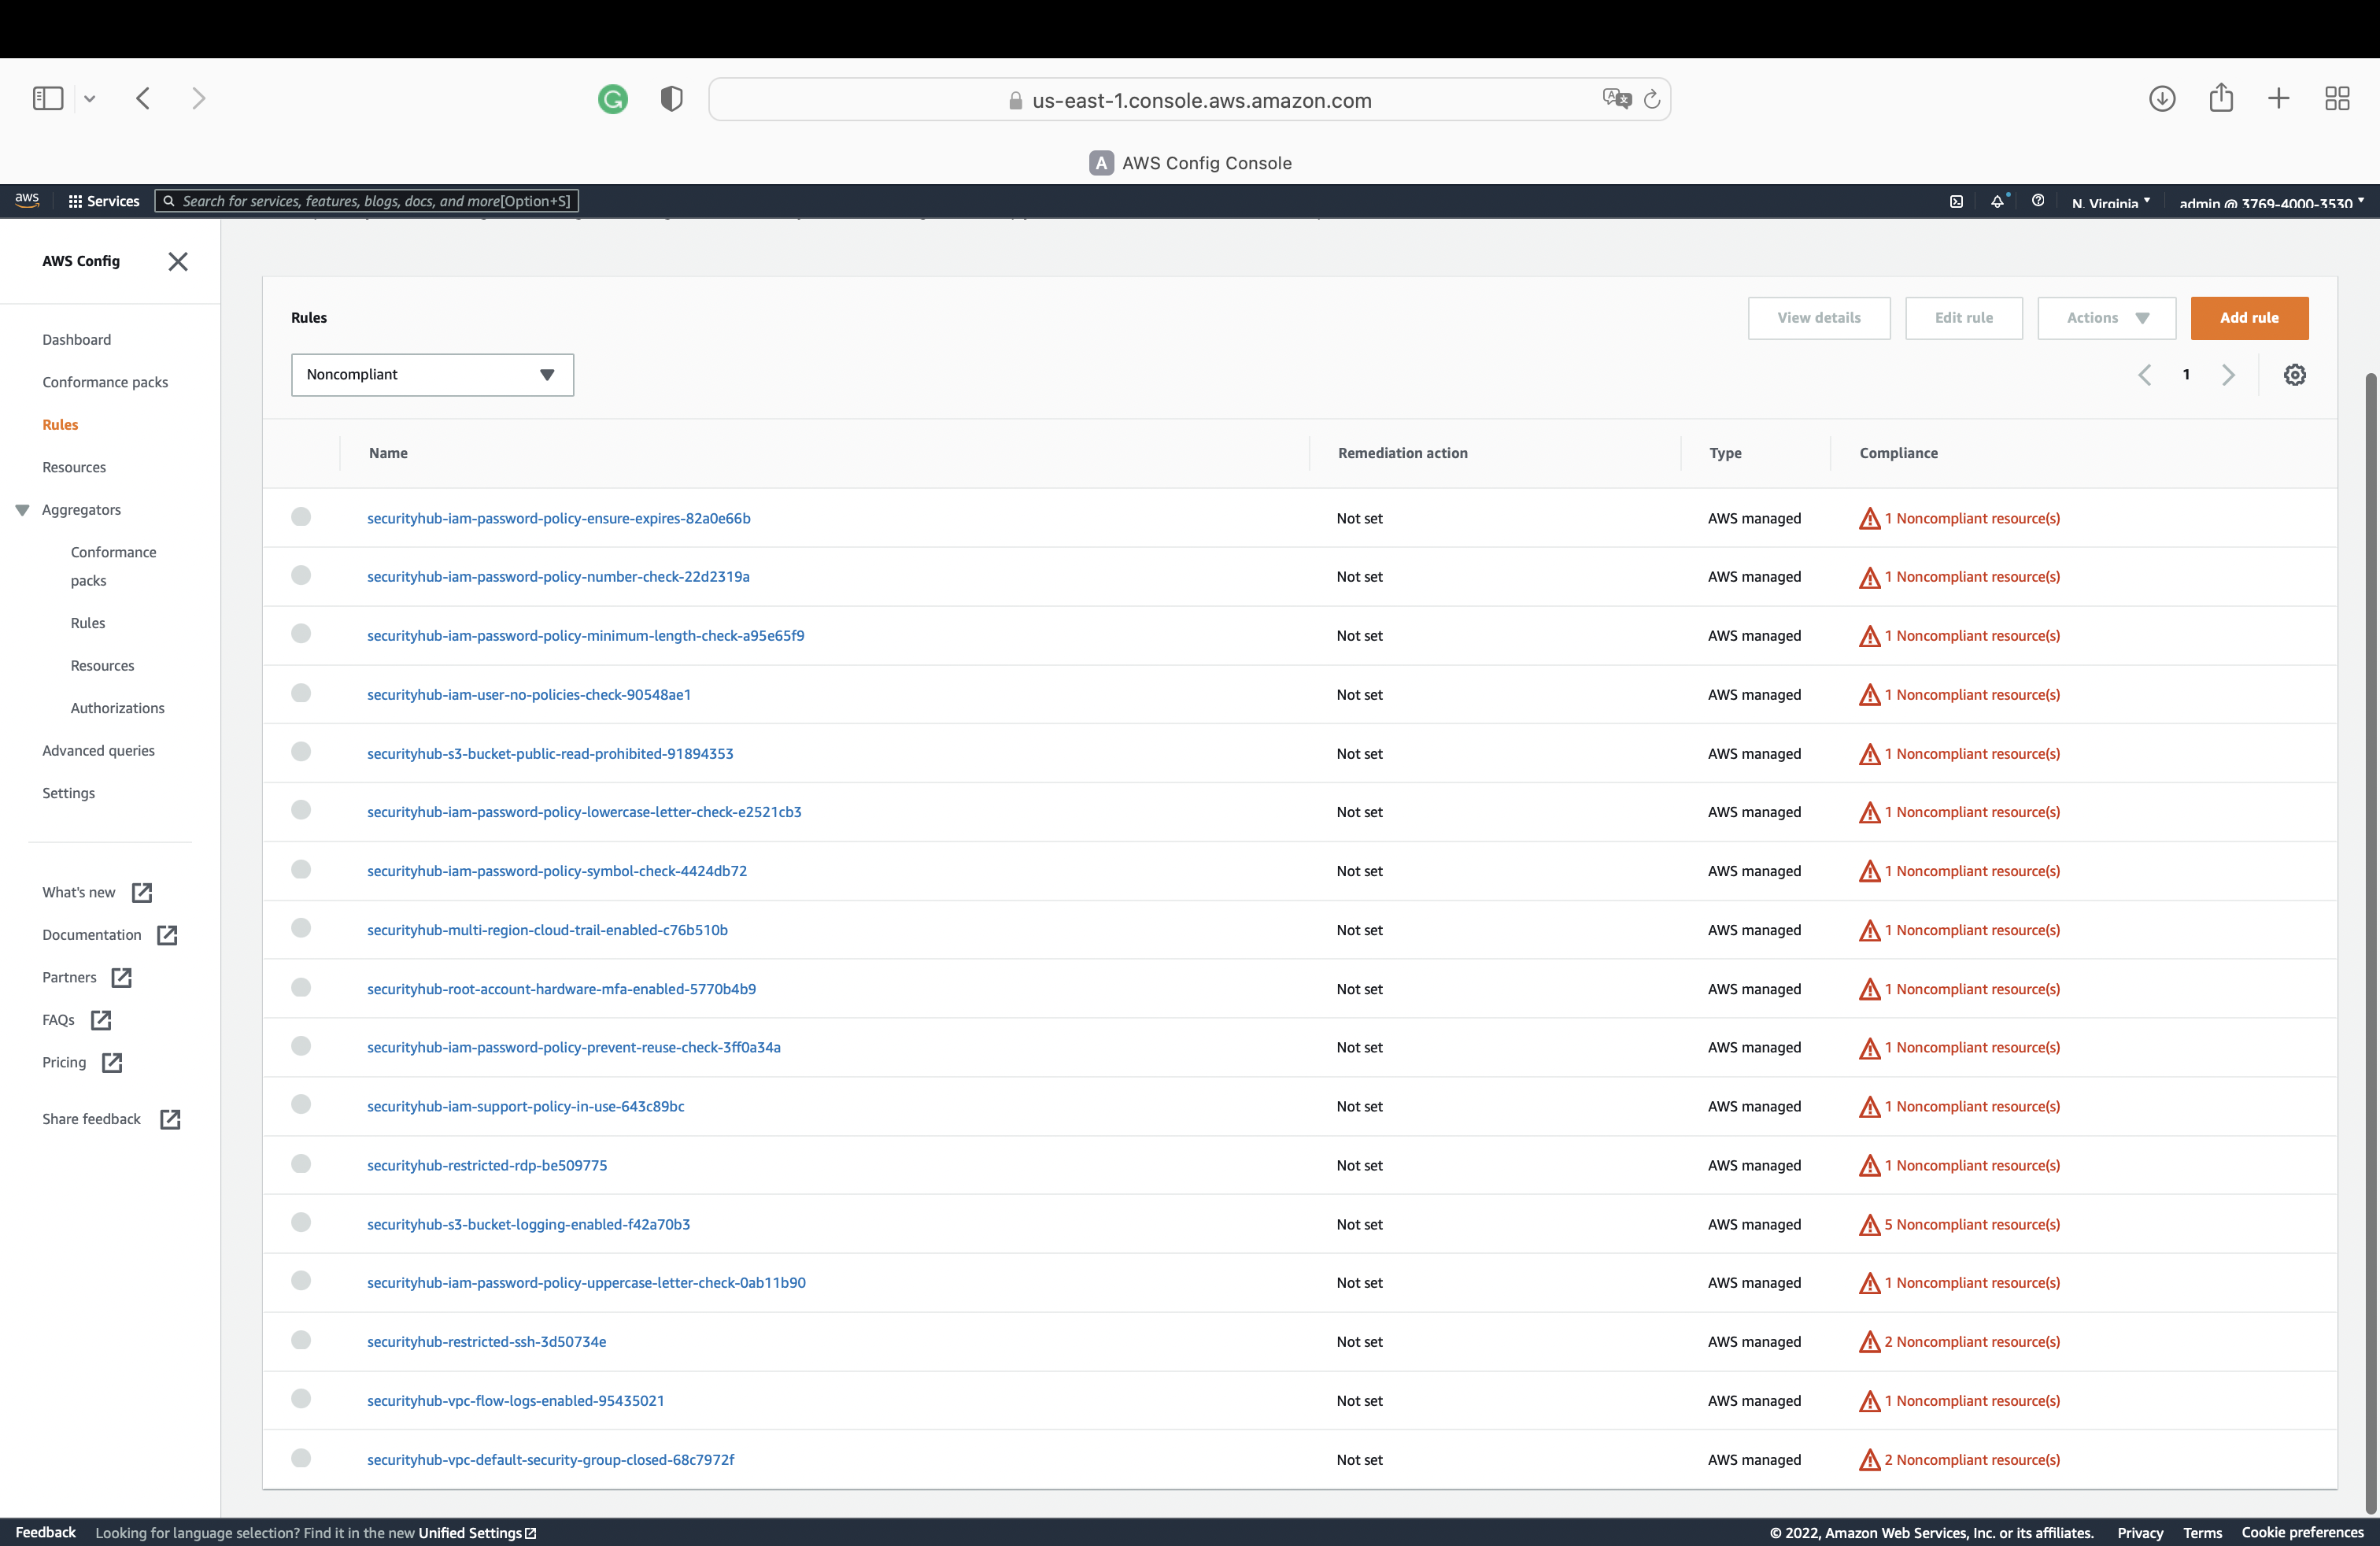 us-east-1.console.aws.amazon.com
A AWS Config Console
aws Services Search for services, features, blogs, docs, and more [Option+S] N. Virginia admin @ 3769-4000-3530
AWS Config
Dashboard
Conformance packs
Rules
Resources
Aggregators
Conformance
packs
Rules
Resources
Authorizations
Advanced queries
Settings
What's new
Documentation
Partners
FAQs
Pricing
Share feedback
Rules View details Edit rule Actions Add rule
Noncompliant 1
Name Remediation action Type Compliance
securityhub-iam-password-policy-ensure-expires-82a0e66b Not set AWS managed 1 Noncompliant resource(s)
securityhub-iam-password-policy-number-check-22d2319a Not set AWS managed 1 Noncompliant resource(s)
securityhub-iam-password-policy-minimum-length-check-a95e65f9 Not set AWS managed 1 Noncompliant resource(s)
securityhub-iam-user-no-policies-check-90548ae1 Not set AWS managed 1 Noncompliant resource(s)
securityhub-s3-bucket-public-read-prohibited-91894353 Not set AWS managed 1 Noncompliant resource(s)
securityhub-iam-password-policy-lowercase-letter-check-e2521cb3 Not set AWS managed 1 Noncompliant resource(s)
securityhub-iam-password-policy-symbol-check-4424db72 Not set AWS managed 1 Noncompliant resource(s)
securityhub-multi-region-cloud-trail-enabled-c76b510b Not set AWS managed 1 Noncompliant resource(s)
securityhub-root-account-hardware-mfa-enabled-5770b4b9 Not set AWS managed 1 Noncompliant resource(s)
securityhub-iam-password-policy-prevent-reuse-check-3ff0a34a Not set AWS managed 1 Noncompliant resource(s)
securityhub-iam-support-policy-in-use-643c89bc Not set AWS managed 1 Noncompliant resource(s)
securityhub-restricted-rdp-be509775 Not set AWS managed 1 Noncompliant resource(s)
securityhub-s3-bucket-logging-enabled-f42a70b3 Not set AWS managed 5 Noncompliant resource(s)
securityhub-iam-password-policy-uppercase-letter-check-0ab11b90 Not set AWS managed 1 Noncompliant resource(s)
securityhub-restricted-ssh-3d50734e Not set AWS managed 2 Noncompliant resource(s)
securityhub-vpc-flow-logs-enabled-95435021 Not set AWS managed 1 Noncompliant resource(s)
securityhub-vpc-default-security-group-closed-68c7972f Not set AWS managed 2 Noncompliant resource(s)
Feedback Looking for language selection? Find it in the new Unified Settings © 2022, Amazon Web Services, Inc. or its affiliates. Privacy Terms Cookie preferences